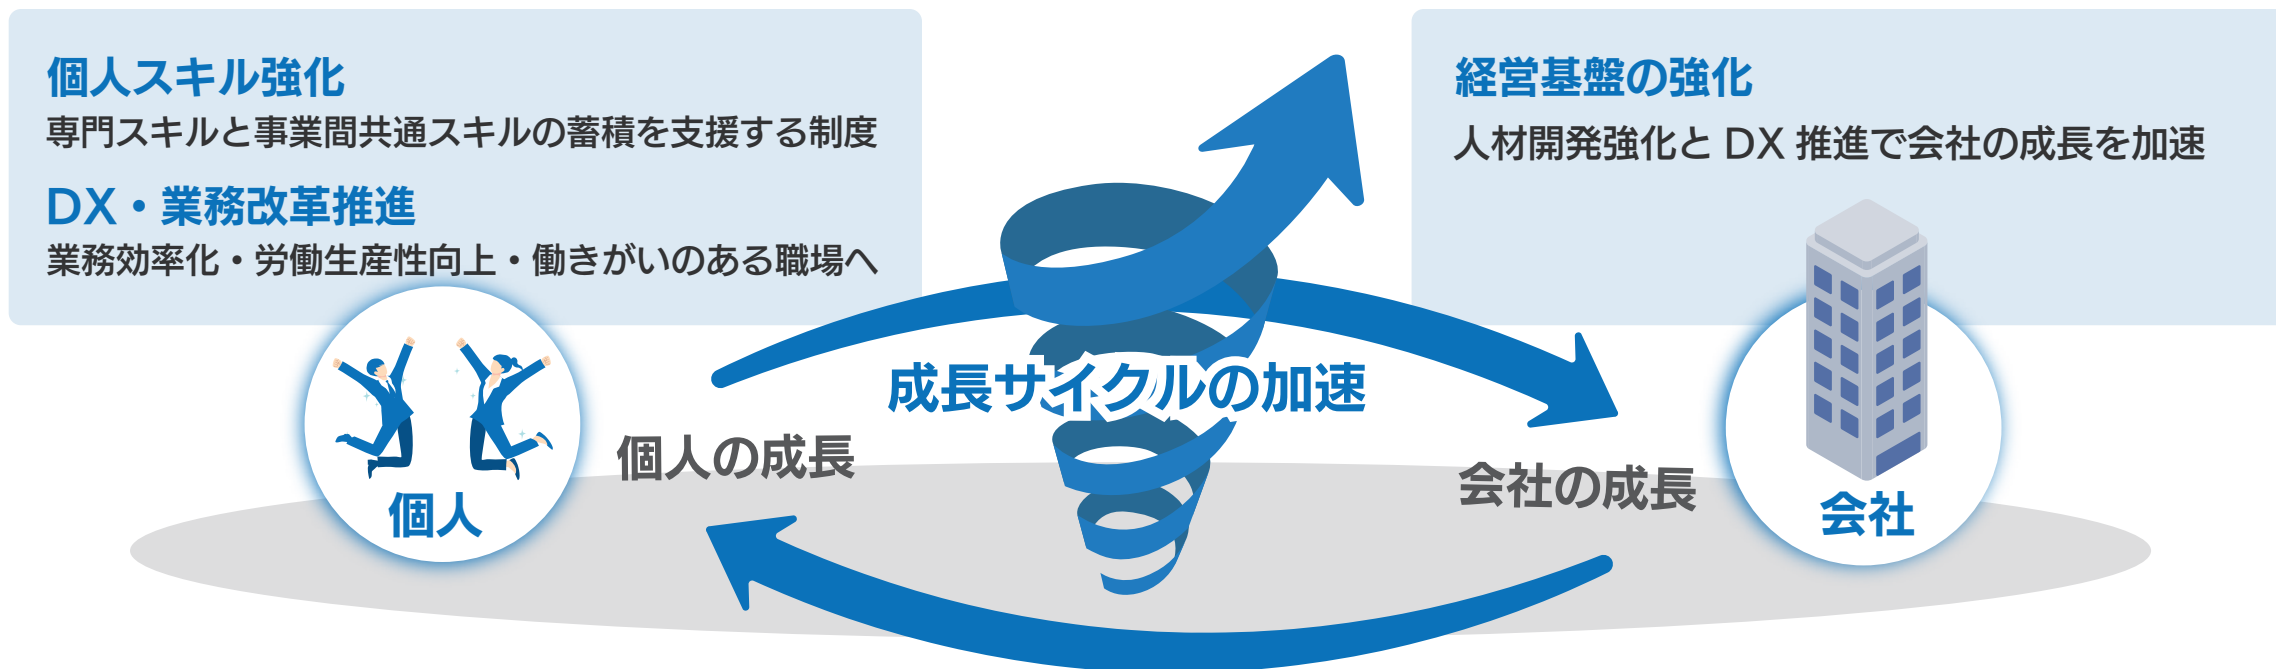 個人スキル強化
専門スキルと事業間共通スキルの蓄積を支援する制度
DX・業務改革推進
業務効率化・労働生産性向上・働きがいのある職場へ
経営基盤の強化
人材開発強化と DX 推進で会社の成長を加速
成長サイクルの加速
個人の成長
会社の成長
個人
会社